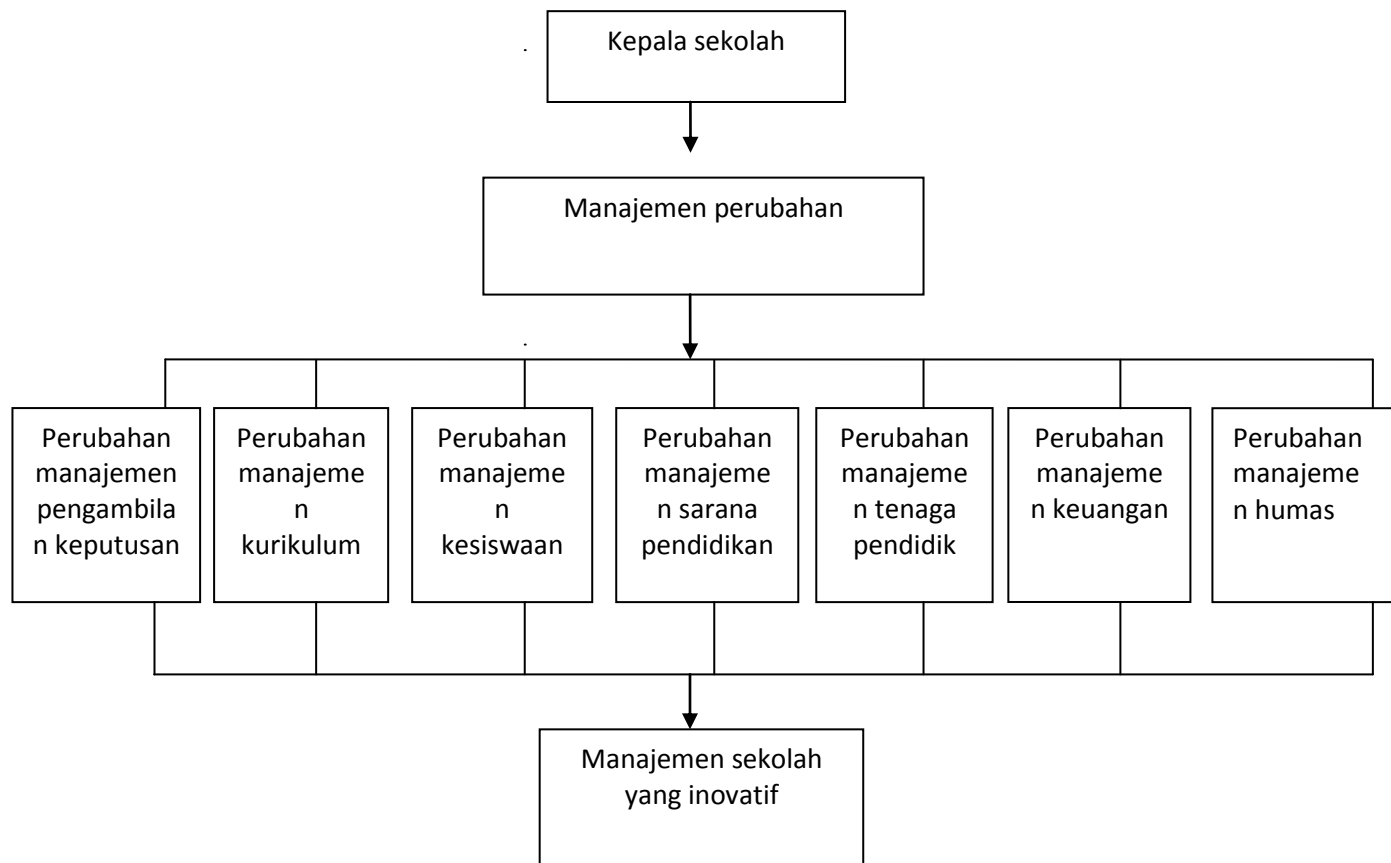 Kepala sekolah
Manajemen perubahan
Perubahan
manajemen
pengambila
n keputusan
Perubahan
manajeme
n
kurikulum
Perubahan
manajeme
n
kesiswaan
Perubahan
manajeme
n sarana
pendidikan
Perubahan
manajeme
n tenaga
pendidik
Perubahan
manajeme
n keuangan
Perubahan
manajeme
n humas
Manajemen sekolah
yang inovatif